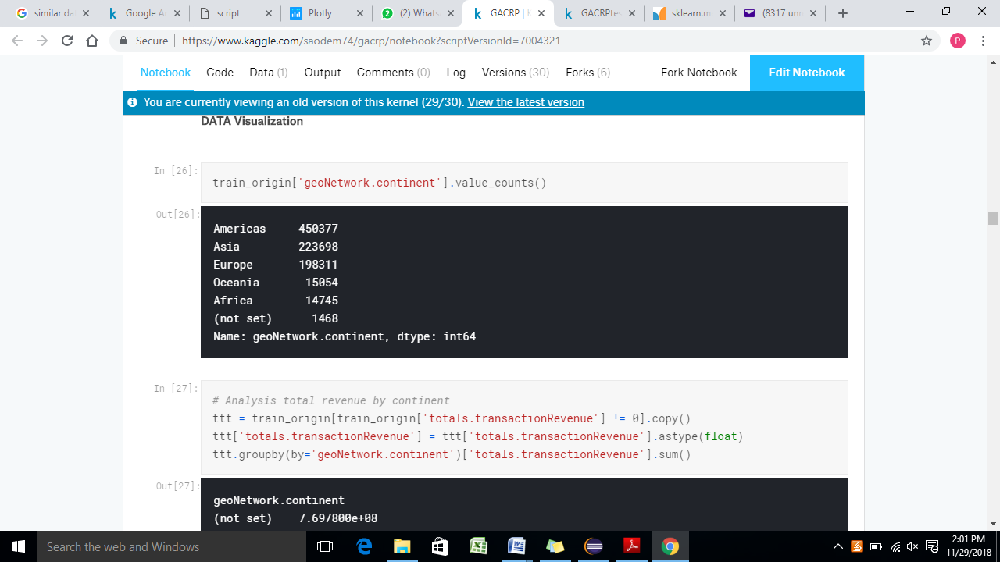 similar da
Google A
script
Plotly
(2) Whats
GACRP | K
GACRPtes
sklearn.m
(8317 unr
Secure
https://www.kaggle.com/saodem74/gacrp/notebook?scriptVersionId=7004321
P
Notebook Code Data (1) Output Comments (0) Log Versions (30) Forks (6) Fork Notebook Edit Notebook
You are currently viewing an old version of this kernel (29/30). View the latest version
DATA Visualization
In [26]:
train_origin['geoNetwork.continent'].value_counts()
Out[26]:
Americas 450377
Asia 223698
Europe 198311
Oceania 15054
Africa 14745
(not set) 1468
Name: geoNetwork.continent, dtype: int64
In [27]:
# Analysis total revenue by continent
ttt = train_origin[train_origin['totals.transactionRevenue'] != 0].copy()
ttt['totals.transactionRevenue'] = ttt['totals.transactionRevenue'].astype(float)
ttt.groupby(by='geoNetwork.continent')['totals.transactionRevenue'].sum()
Out[27]:
geoNetwork.continent
(not set) 7.697800e+08
Search the web and Windows
2:01 PM
11/29/2018